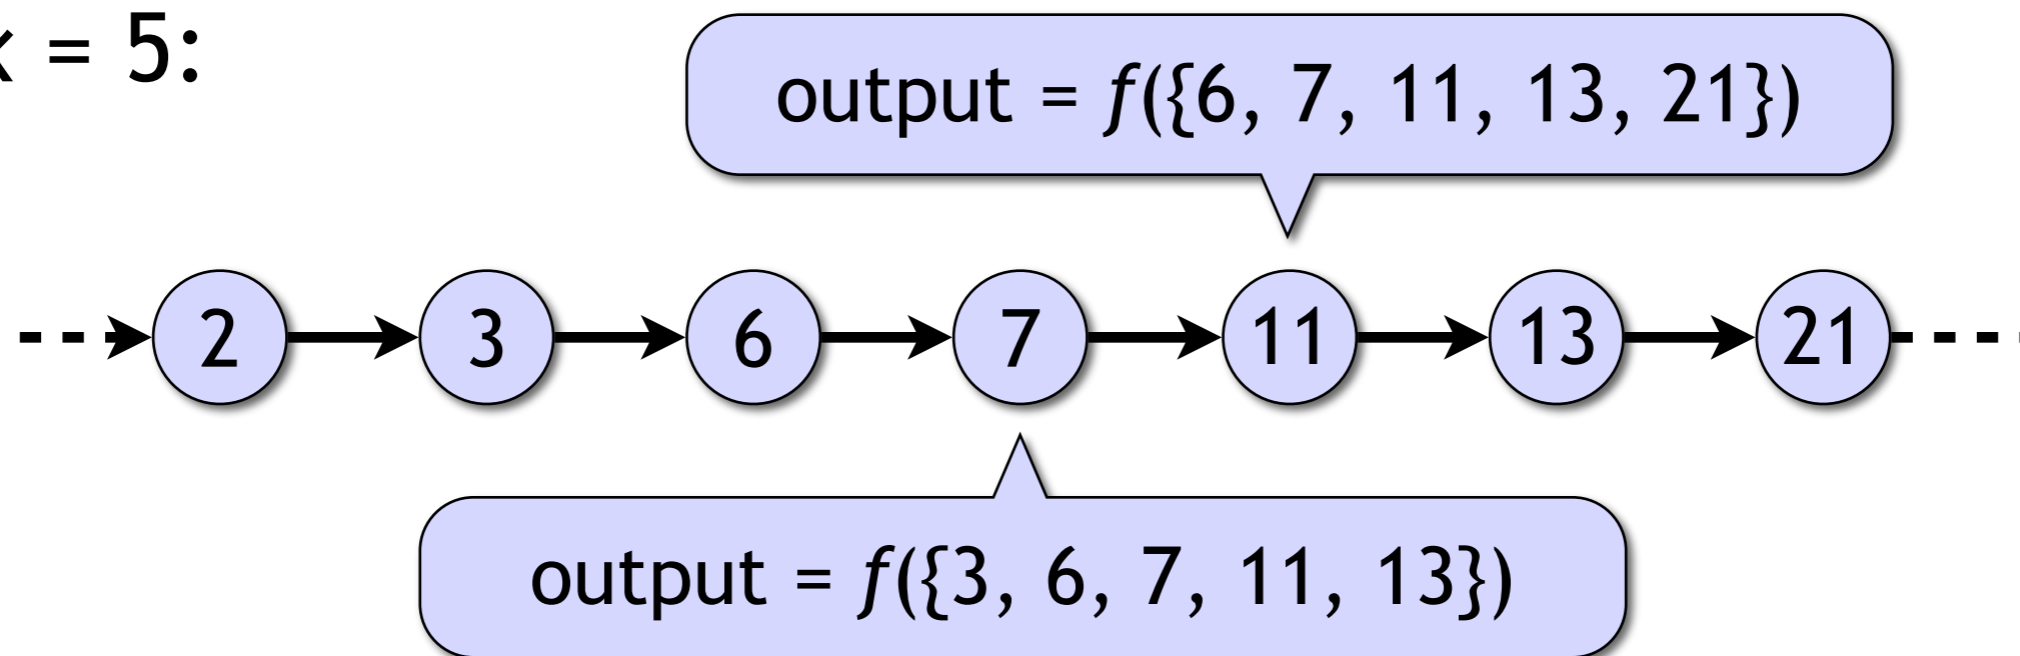 = 5:
output = f({6, 7, 11, 13, 21})
2 3 6 7 11 13 21
output = f({3, 6, 7, 11, 13})